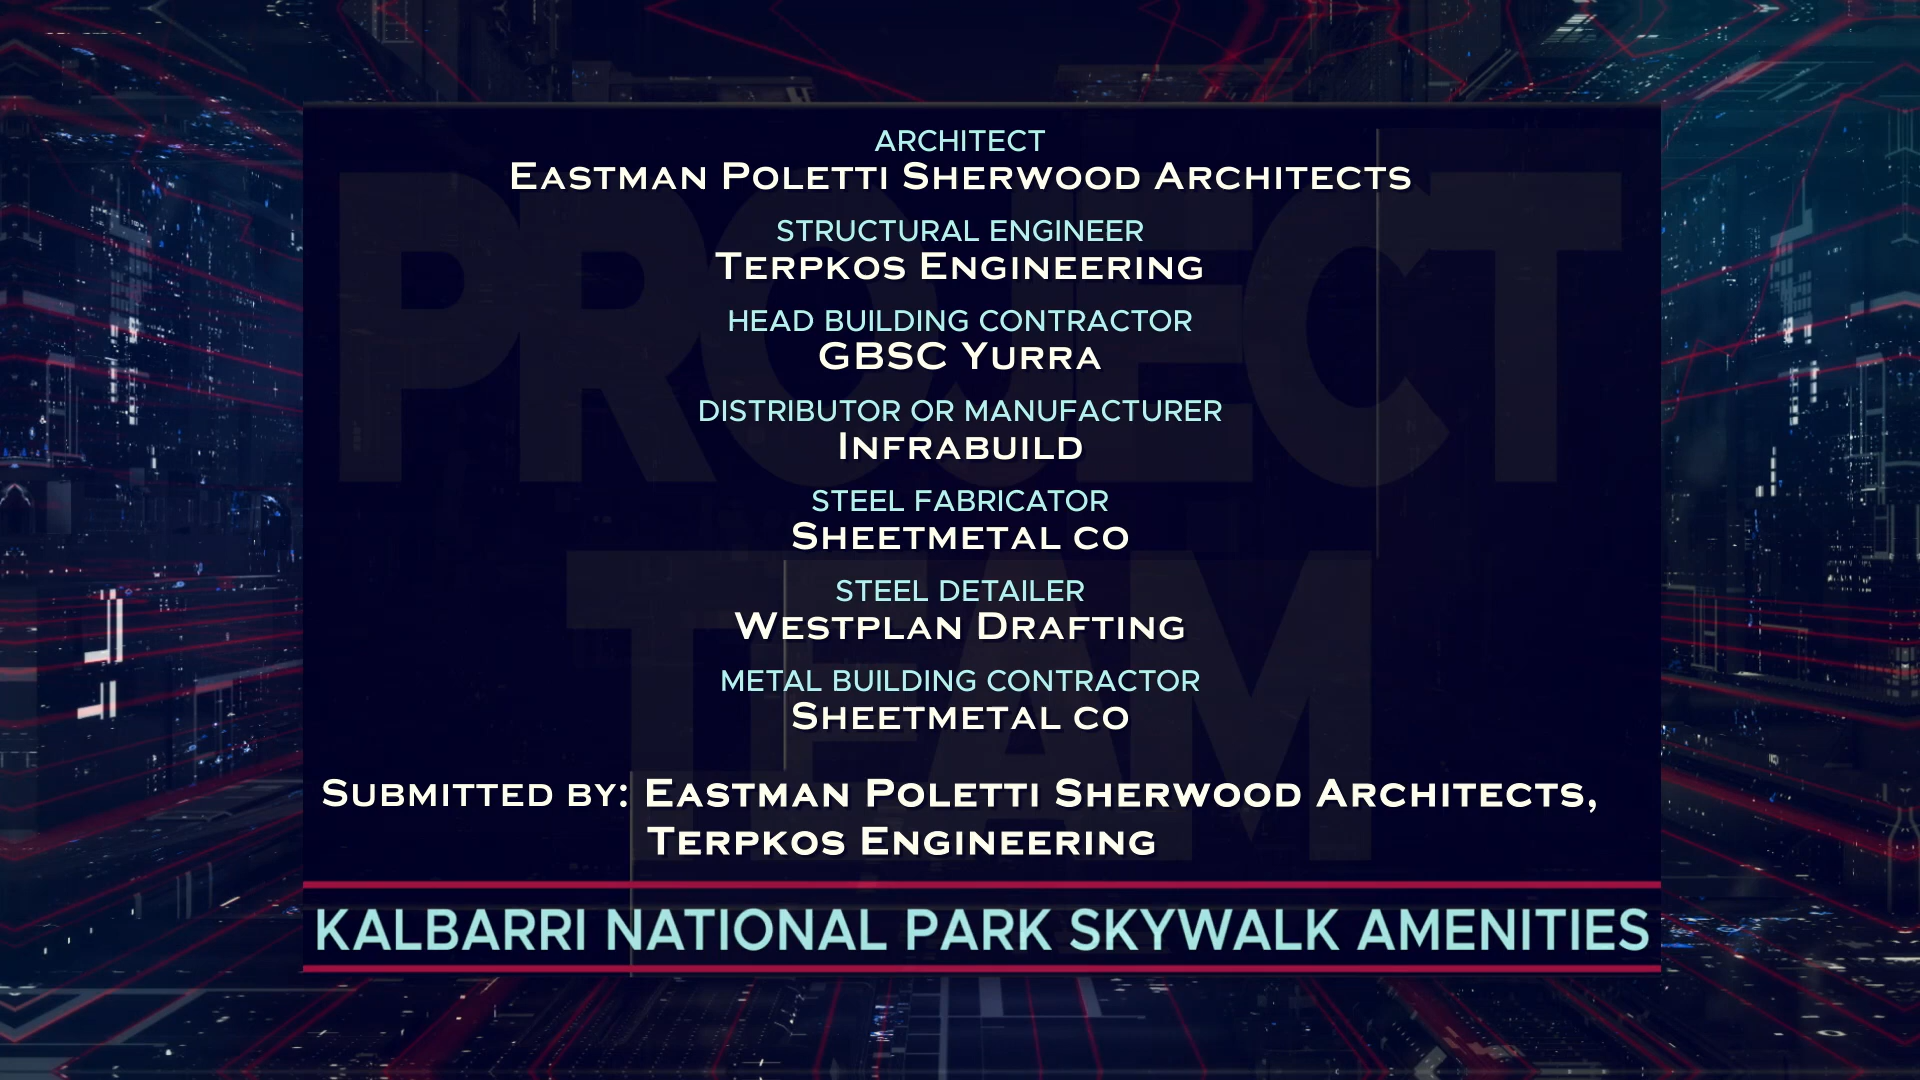 PROJECT
TEAM
ARCHITECT
Eastman Poletti Sherwood Architects
STRUCTURAL ENGINEER
Terpkos Engineering
HEAD BUILDING CONTRACTOR
GBSC Yurra
DISTRIBUTOR OR MANUFACTURER
Infrabuild
STEEL FABRICATOR
Sheetmetal co
STEEL DETAILER
Westplan Drafting
METAL BUILDING CONTRACTOR
Sheetmetal co
Submitted by: Eastman Poletti Sherwood Architects,
Terpkos Engineering
KALBARRI NATIONAL PARK SKYWALK AMENITIES